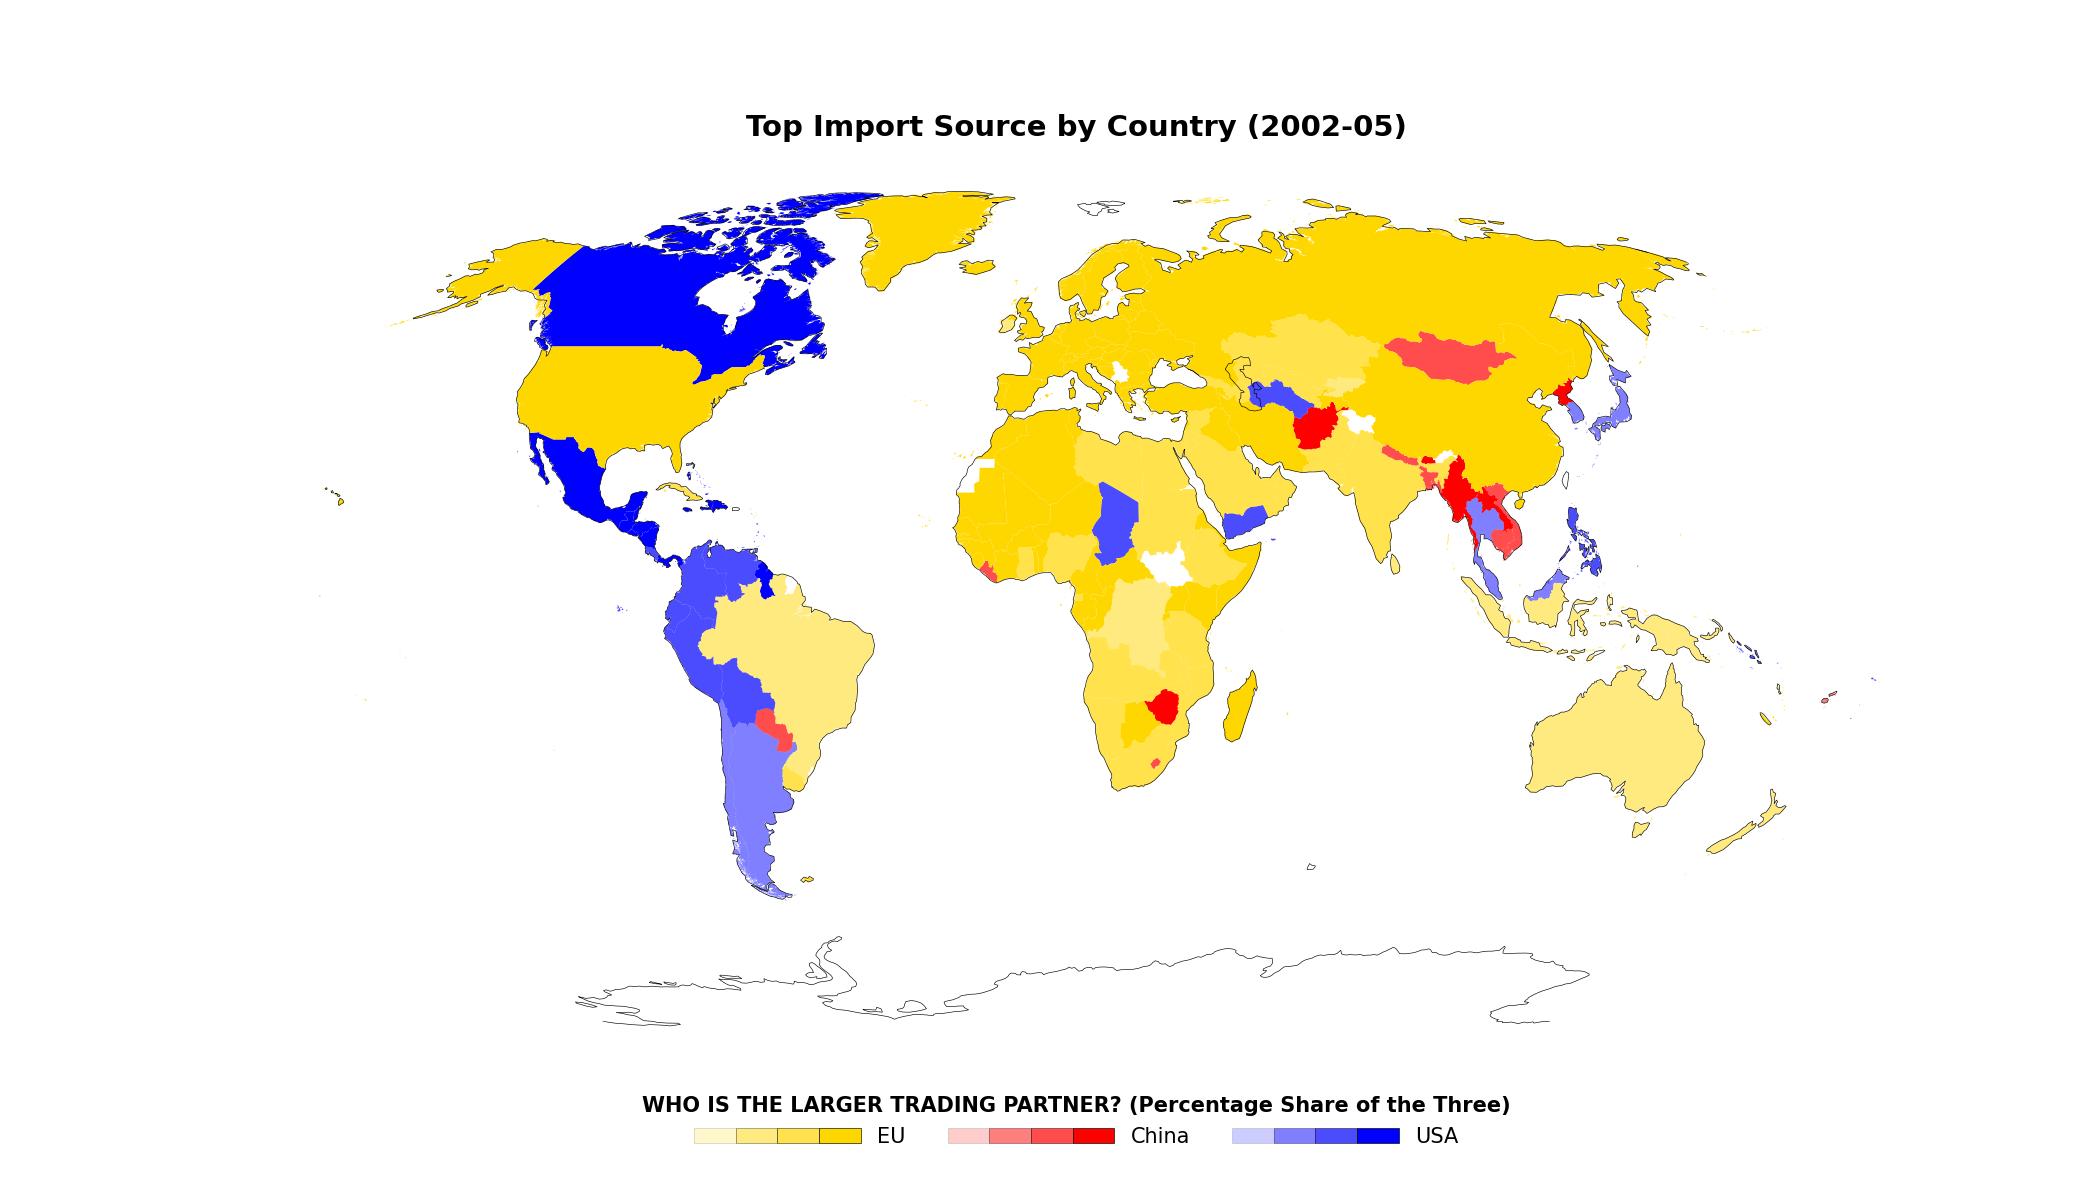 Top Import Source by Country (2002-05)
WHO IS THE LARGER TRADING PARTNER? (Percentage Share of the Three)
EU China USA